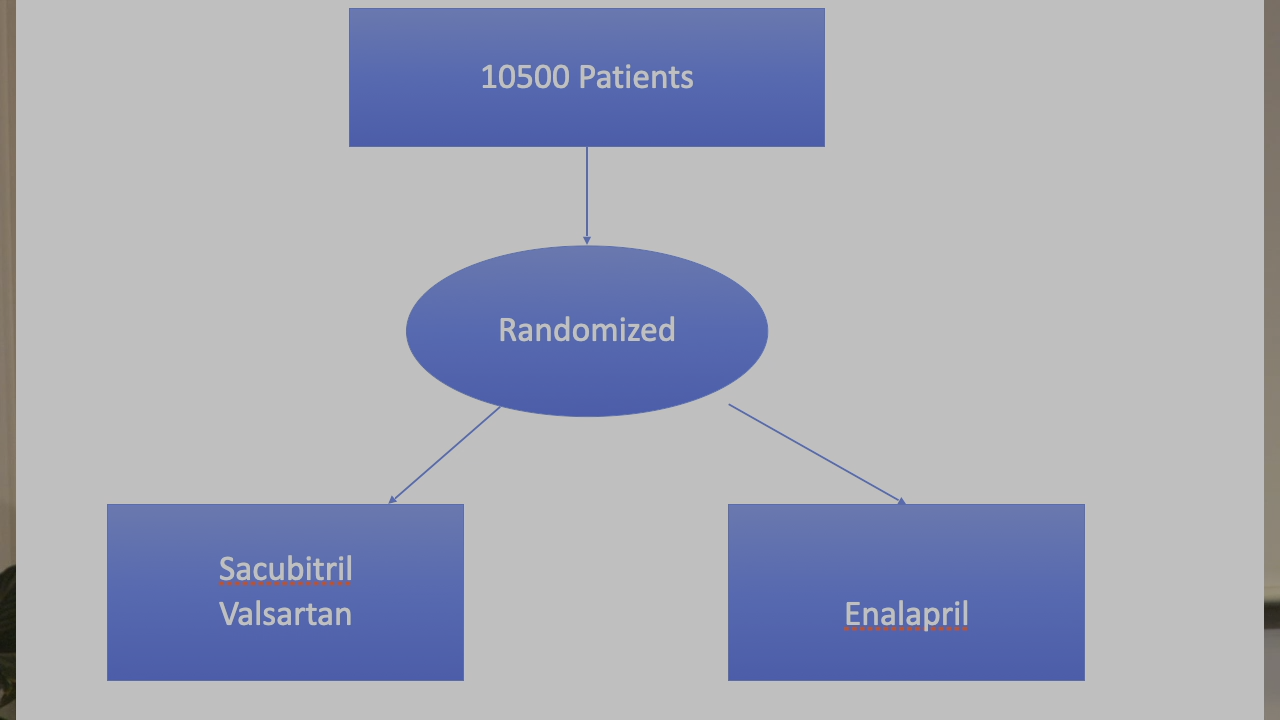 10500 Patients
Randomized
Sacubitril
Valsartan
Enalapril